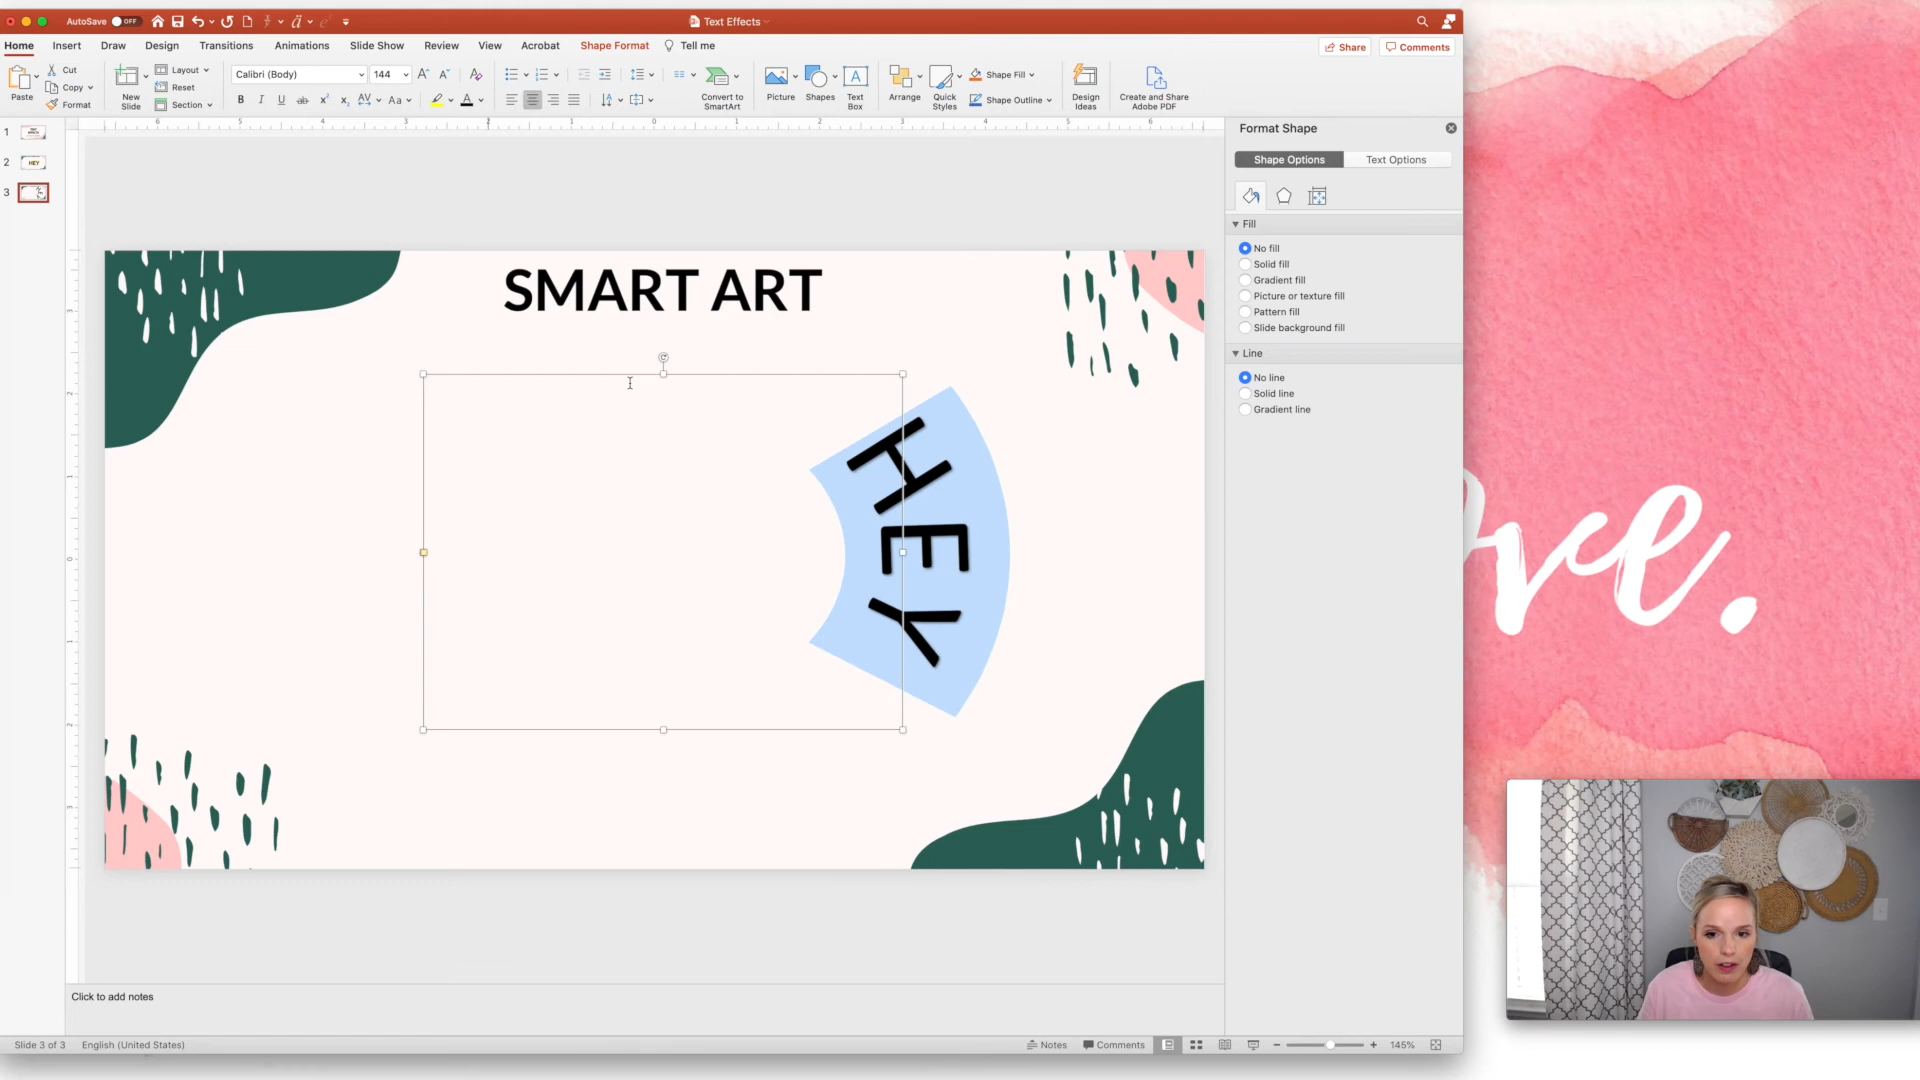 AutoSave OFF
Text Effects
Home Insert Draw Design Transitions Animations Slide Show Review View Acrobat Shape Format Tell me
Share Comments
Paste
Cut
Copy
Format
New Slide
Layout
Reset
Section
Calibri (Body) 144
Convert to SmartArt
Picture
Shapes
Text Box
Arrange
Quick Styles
Shape Fill
Shape Outline
Design Ideas
Create and Share Adobe PDF
1
2 HEY
3
Format Shape
Shape Options Text Options
Fill
No fill
Solid fill
Gradient fill
Picture or texture fill
Pattern fill
Slide background fill
Line
No line
Solid line
Gradient line
SMART ART
HEY
Click to add notes
Slide 3 of 3 English (United States)
Notes Comments 145%